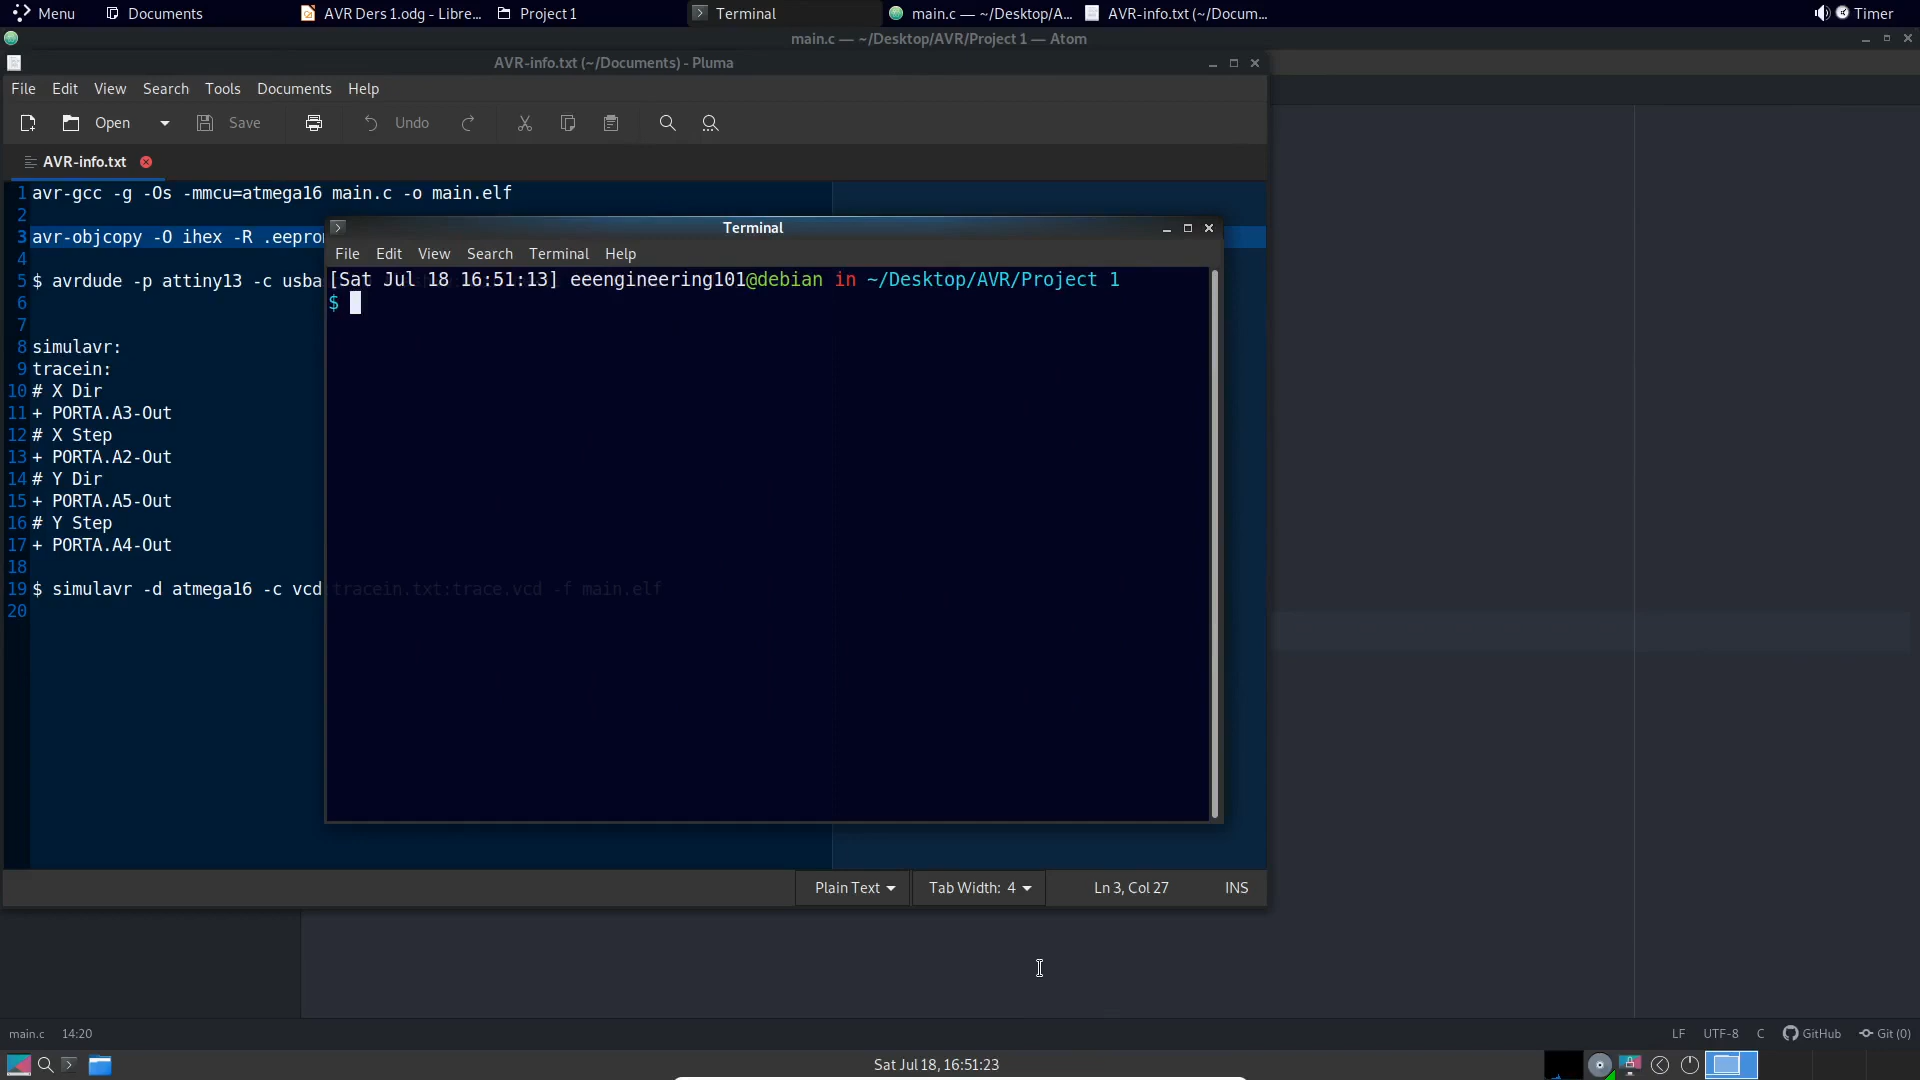 Menu Documents AVR Ders 1.odg - Libre... Project 1 Terminal main.c — ~/Desktop/A... AVR-info.txt (~/Docum... Timer
main.c — ~/Desktop/AVR/Project 1 — Atom
AVR-info.txt (~/Documents) - Pluma
File Edit View Search Tools Documents Help
Open Save Undo
AVR-info.txt
1 avr-gcc -g -Os -mmcu=atmega16 main.c -o main.elf
2
3 avr-objcopy -O ihex -R .eepro
4
5 $ avrdude -p attiny13 -c usba
6
7
8 simulavr:
9 tracein:
10 # X Dir
11 + PORTA.A3-Out
12 # X Step
13 + PORTA.A2-Out
14 # Y Dir
15 + PORTA.A5-Out
16 # Y Step
17 + PORTA.A4-Out
18
19 $ simulavr -d atmega16 -c vcd:tracein.txt:trace.vcd -f main.elf
20
Terminal
File Edit View Search Terminal Help
[Sat Jul 18 16:51:13] eeengineering101@debian in ~/Desktop/AVR/Project 1
$
Plain Text Tab Width: 4 Ln 3, Col 27 INS
main.c 14:20 LF UTF-8 C GitHub Git (0)
Sat Jul 18, 16:51:23